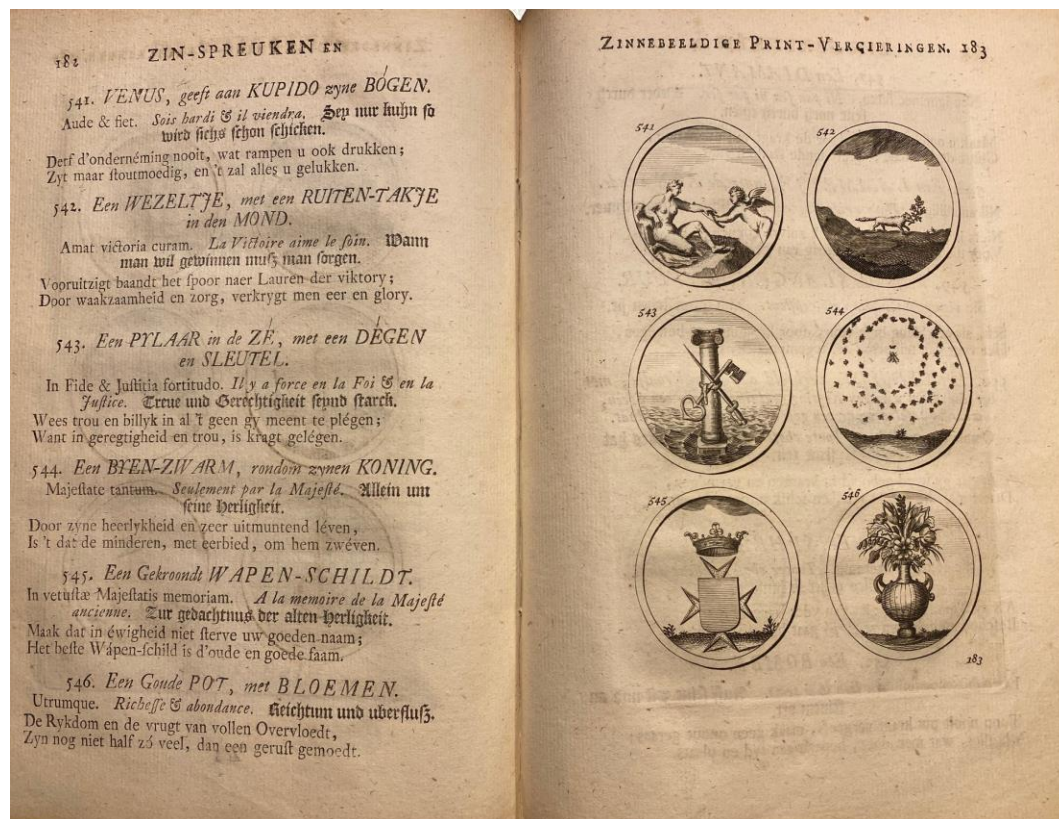 182 ZIN-SPREUKEN EN
541. VENUS, geeft aan KUPIDO zyne BÓGEN.
Aude & fiet. Sois hardi & il viendra. Sey nur kuhn so
wird sichs schon schicken.
Derf d'ondernéming nooit, wat rampen u ook drukken;
Zyt maar stoutmoedig, en 't zal alles u gelukken.
542. Een WEZELTJE, met een RUITEN-TAKJE
in den MOND.
Amat victoria curam. La Victoire aime le soin. Wann
man wil gewinnen musz man sorgen.
Vooruitzigt baandt het spoor naer Lauren der viktory;
Door waakzaamheid en zorg, verkrygt men eer en glory.
543. Een PYLAAR in de ZÉ, met een DÉGEN
en SLEUTEL.
In Fide & Justitia fortitudo. Il y a force en la Foi & en la
Justice. Treue und Gerechtigkeit seynd starck.
Wees trou en billyk in al 't geen gy meent te plégen;
Want in geregtigheid en trou, is kragt gelégen.
544. Een BYEN-ZWARM, rondom zynen KONING.
Majestate tantum. Seulement par la Majesté. Allein um
seine Herligkeit.
Door zyne heerlykheid en zeer uitmuntend léven,
Is 't dat de minderen, met eerbied, om hem zwéven.
545. Een Gekroondt WAPEN-SCHILDT.
In vetustæ Majestatis memoriam. A la memoire de la Majesté
ancienne. Zur gedachtnus der alten Herligkeit.
Maak dat in éwigheid niet sterve uw goeden naam;
Het beste Wápen-schild is d'oude en goede faam.
546. Een Goude POT, met BLOEMEN.
Utrumque. Richesse & abondance. Reichtum und uberflusz.
De Rykdom en de vrugt van vollen Overvloedt,
Zyn nog niet half zó veel, dan een gerust gemoedt.
ZINNEBEELDIGE PRINT-VERCIERINGEN. 183
541
542
543
544
545
546
183